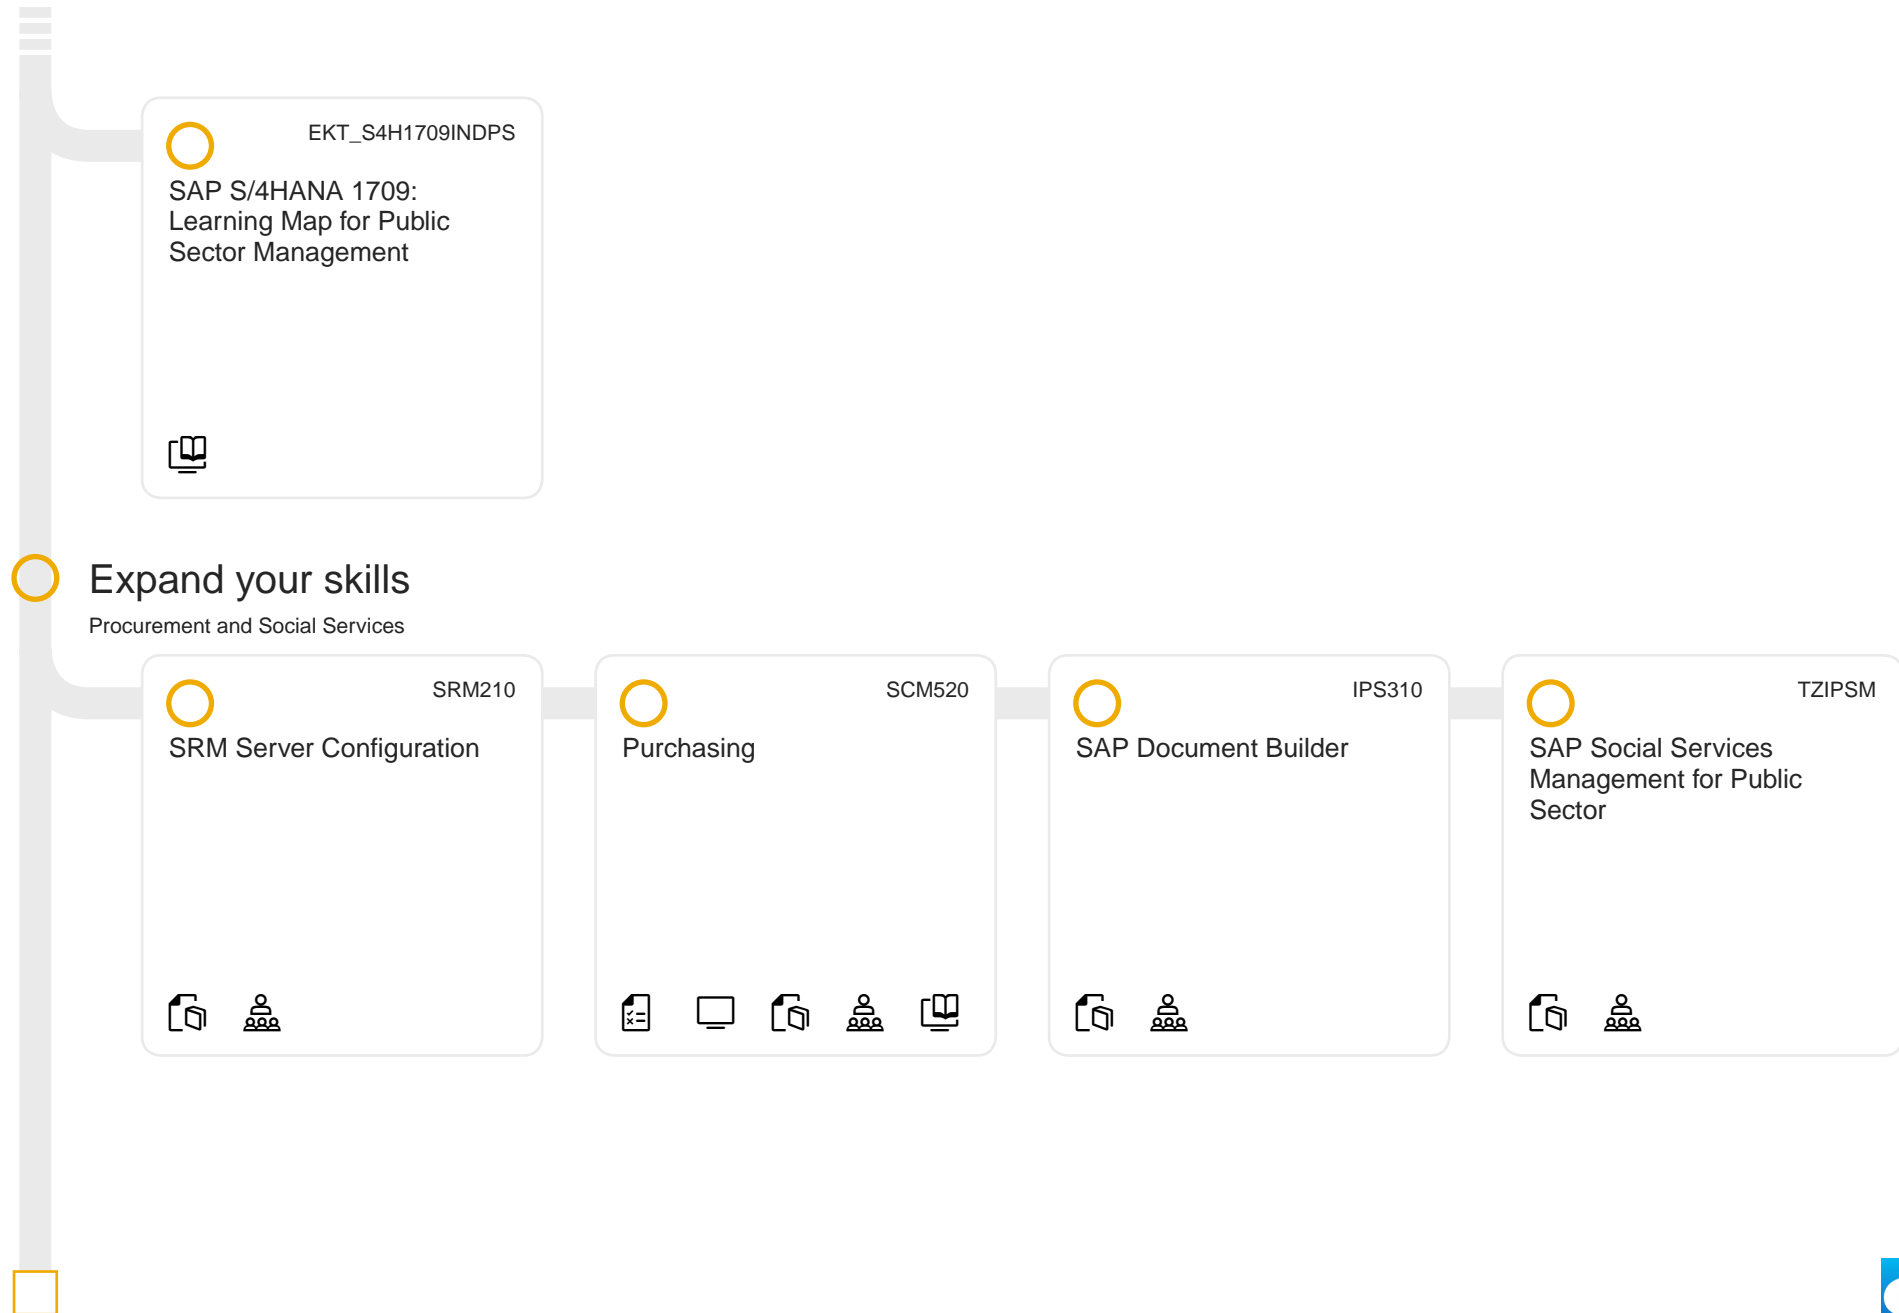 EKT_S4H1709INDPS
SAP S/4HANA 1709:
Learning Map for Public
Sector Management
Expand your skills
Procurement and Social Services
SRM210
SRM Server Configuration
SCM520
Purchasing
IPS310
SAP Document Builder
TZIPSM
SAP Social Services
Management for Public
Sector